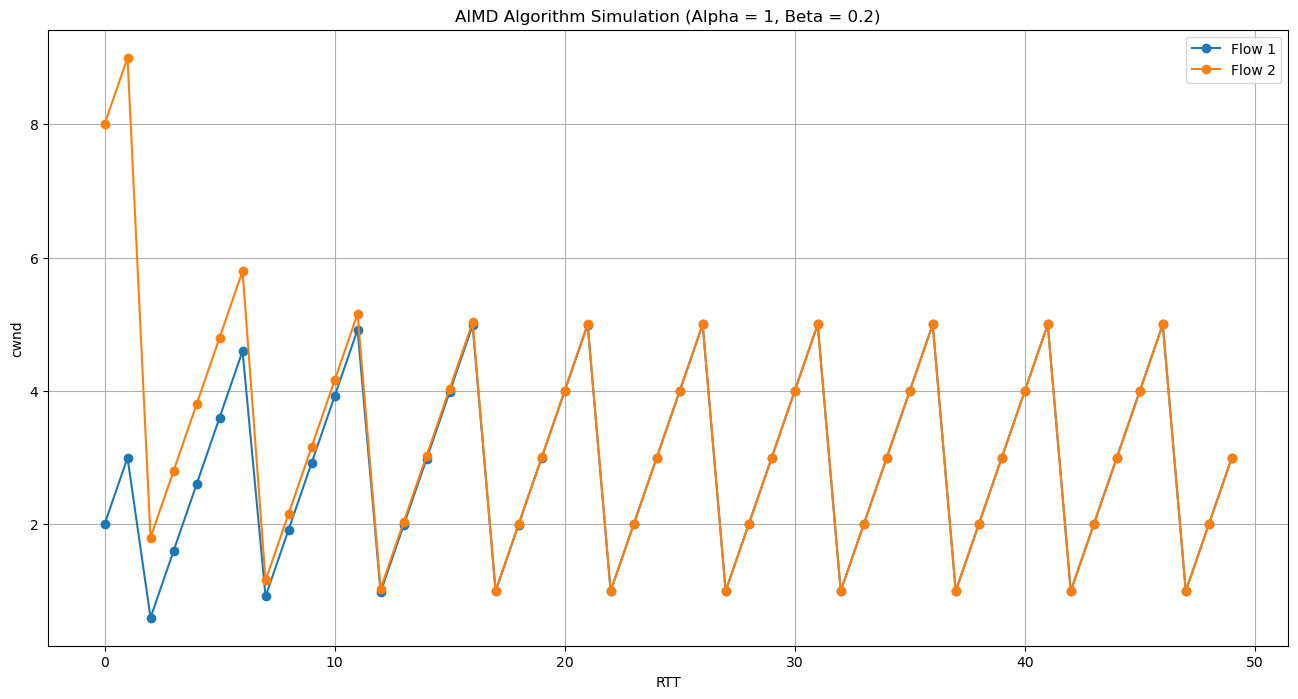 AIMD Algorithm Simulation (Alpha = 1, Beta = 0.2)
Flow 1
Flow 2
cwnd
8
6
4
2
0 10 20 30 40 50
RTT